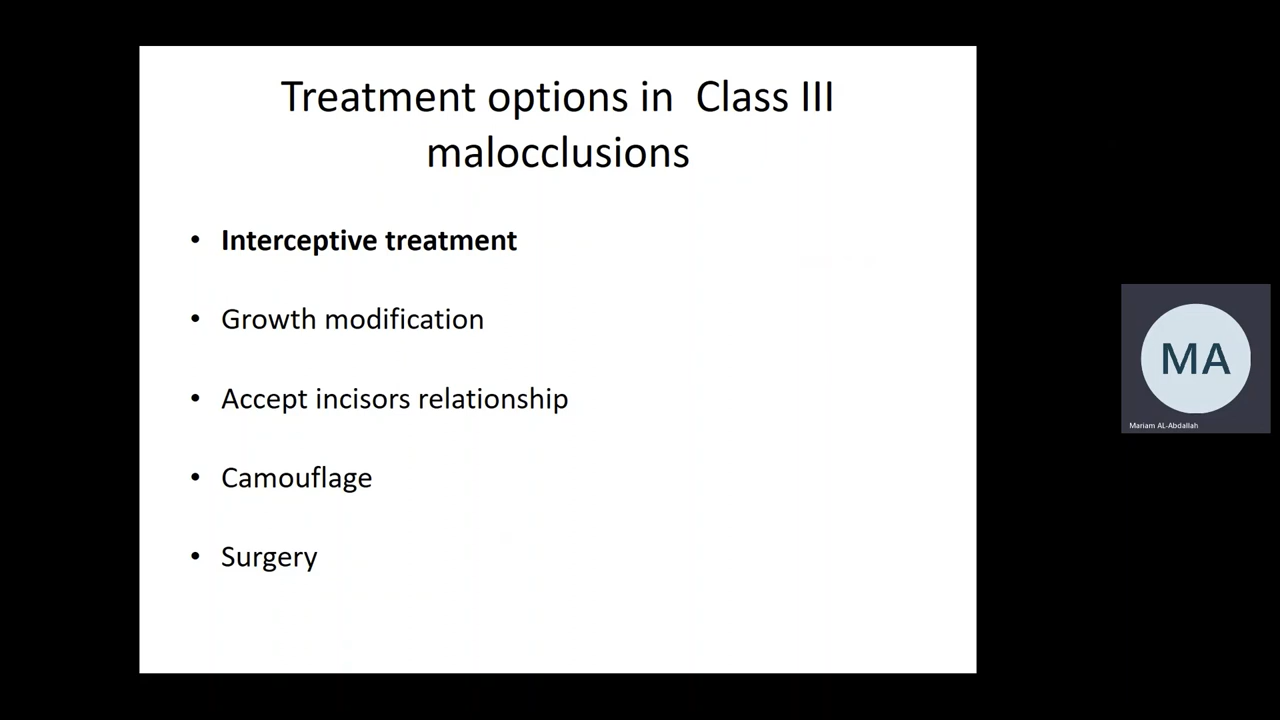 Treatment options in Class III
malocclusions
• Interceptive treatment
• Growth modification
• Accept incisors relationship
• Camouflage
• Surgery
MA
Mariam AL-Abdallah